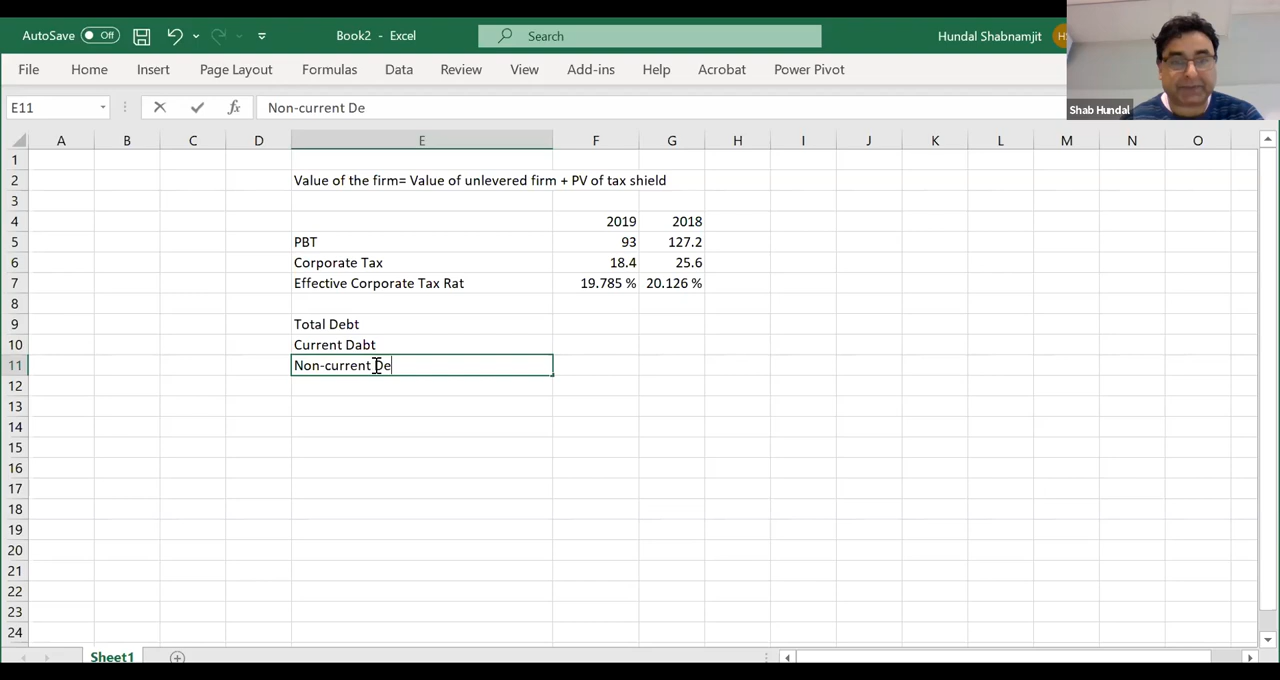 AutoSave Off Book2 - Excel Search Hundal Shabnamjit
File Home Insert Page Layout Formulas Data Review View Add-ins Help Acrobat Power Pivot
Shab Hundal
E11 fx Non-current De
A B C D E F G H I J K L M N O
1
2 Value of the firm= Value of unlevered firm + PV of tax shield
3
4 2019 2018
5 PBT 93 127.2
6 Corporate Tax 18.4 25.6
7 Effective Corporate Tax Rat 19.785 % 20.126 %
8
9 Total Debt
10 Current Dabt
11 Non-current De
12
13
14
15
16
17
18
19
20
21
22
23
24
Sheet1